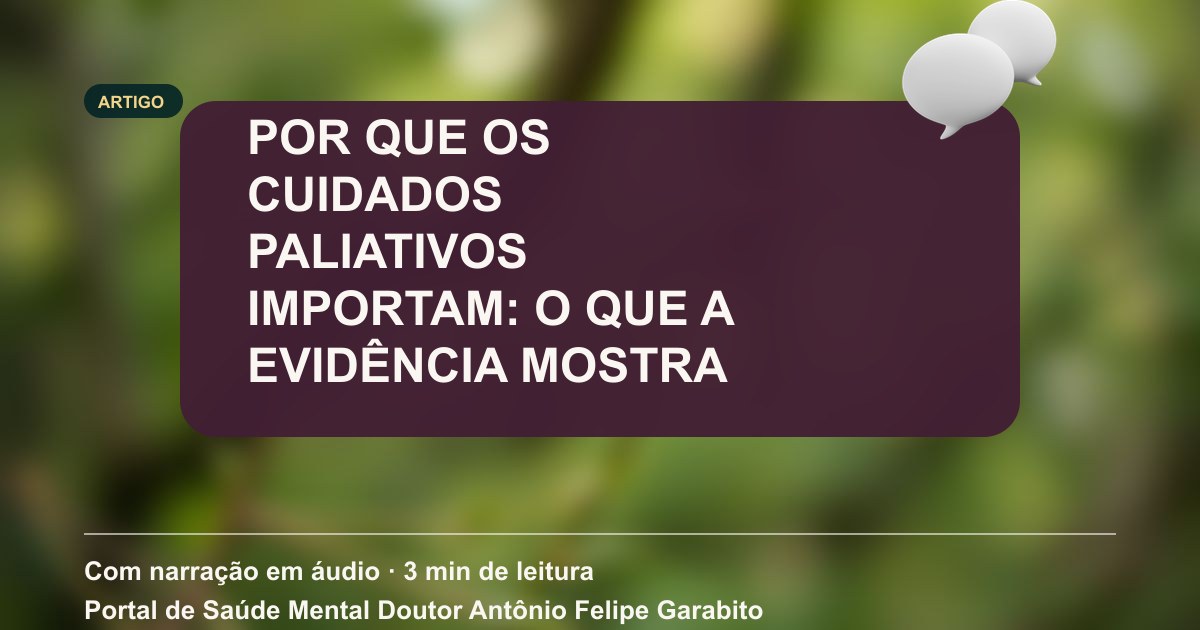 ARTIGO
POR QUE OS
CUIDADOS
PALIATIVOS
IMPORTAM: O QUE A
EVIDÊNCIA MOSTRA
Com narração em áudio · 3 min de leitura
Portal de Saúde Mental Doutor Antônio Felipe Garabito